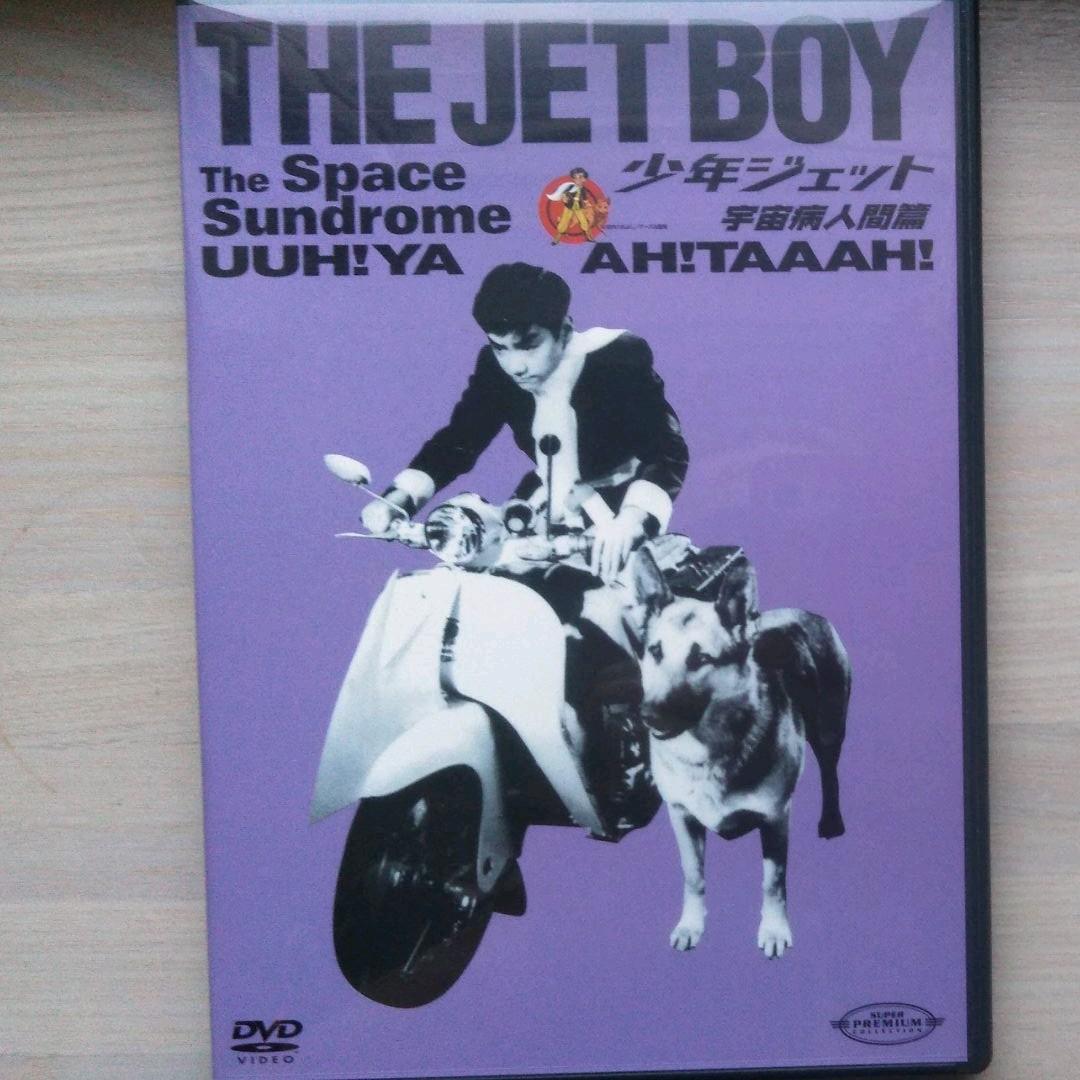 THE JET BOY
The Space
Sundrome
UUH! YA
少年ジェット
宇宙病人間篇
AH! TAAAH!
DVD
VIDEO
SUPER
PREMIUM
COLLECTION